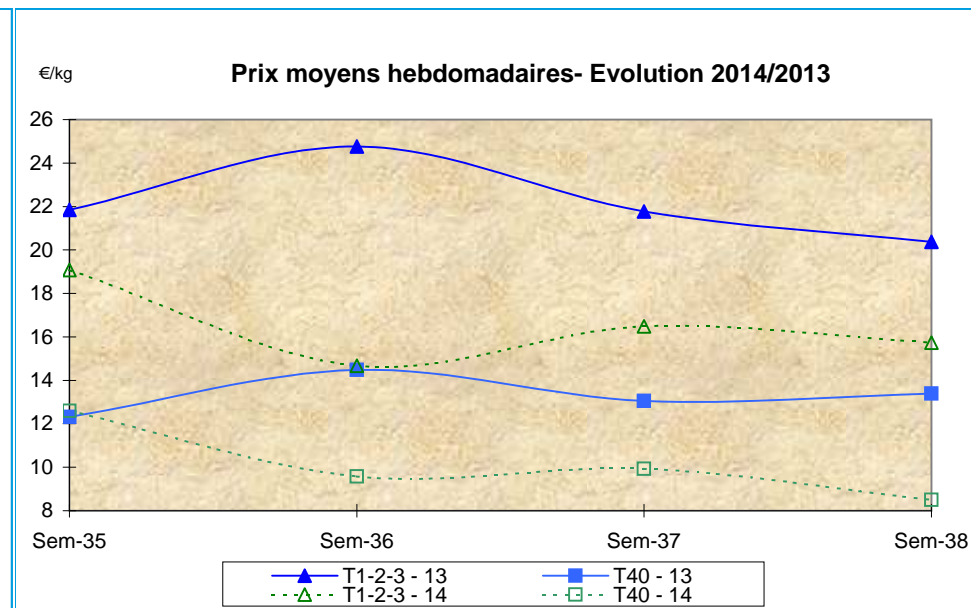 €/kg
Prix moyens hebdomadaires- Evolution 2014/2013
26
24
22
20
18
16
14
12
10
8
Sem-35 Sem-36 Sem-37 Sem-38
T1-2-3 - 13 T40 - 13
T1-2-3 - 14 T40 - 14